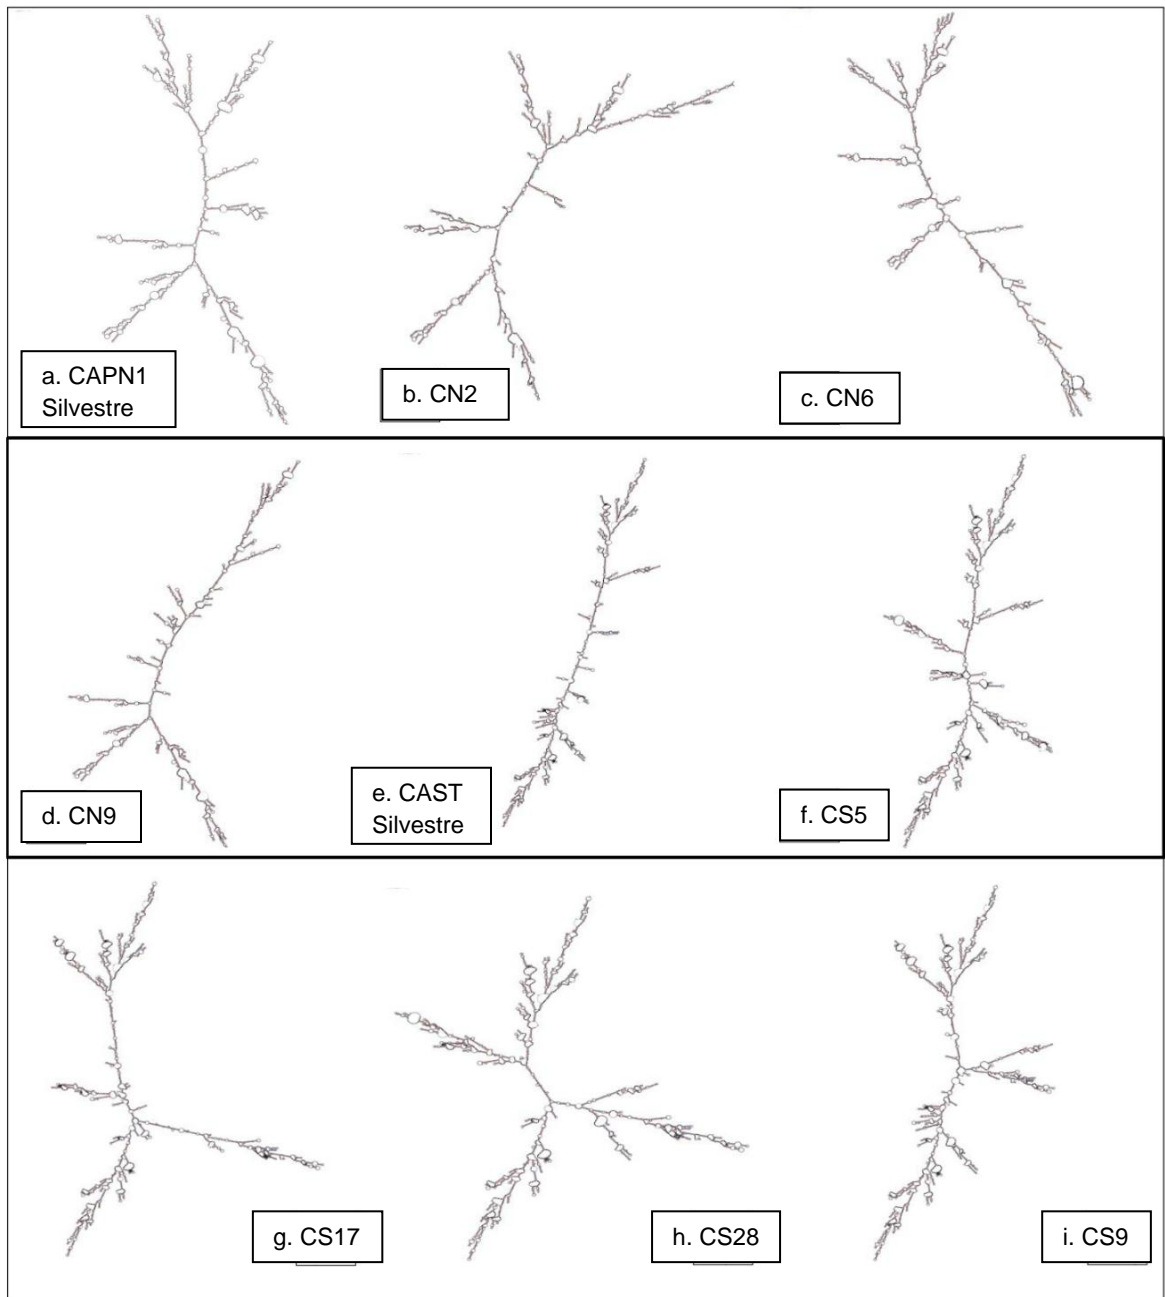 a. CAPN1
Silvestre
b. CN2
c. CN6
d. CN9
e. CAST
Silvestre
f. CS5
g. CS17
h. CS28
i. CS9